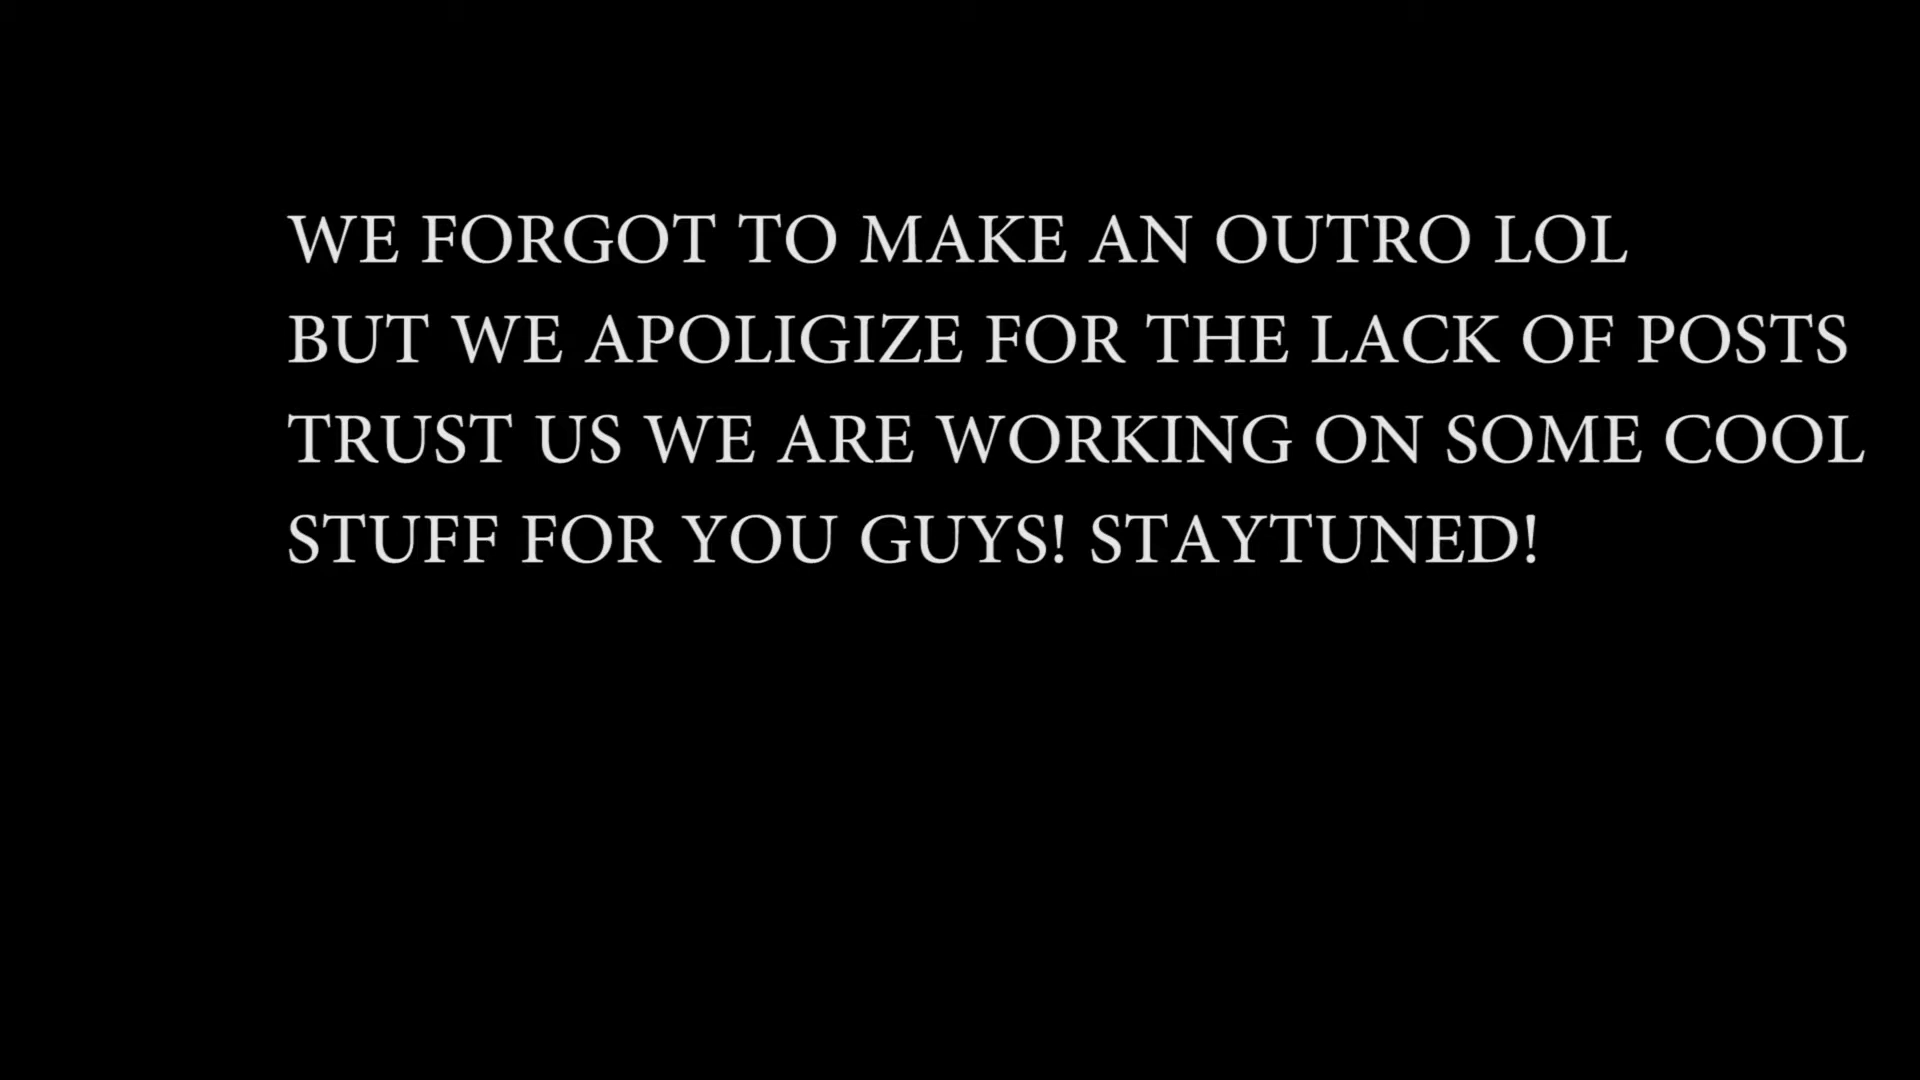 WE FORGOT TO MAKE AN OUTRO LOL
BUT WE APOLIGIZE FOR THE LACK OF POSTS
TRUST US WE ARE WORKING ON SOME COOL
STUFF FOR YOU GUYS! STAYTUNED!